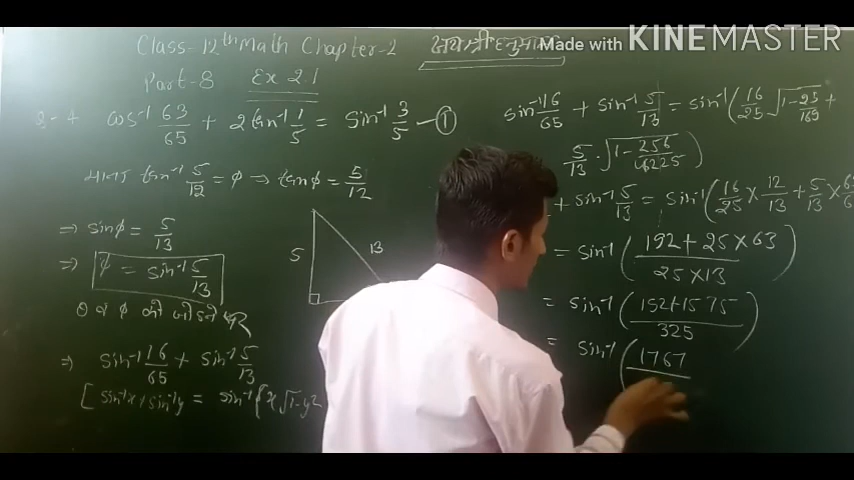 Class-12th Math Chapter-2 जय श्री हनुमान
Made with KINEMASTER
Part-8 Ex 2.1
cos⁻¹ 63/65 + 2tan⁻¹ 1/5 = sin⁻¹ 3/5 — ①
माना tan⁻¹ 5/12 = φ ⇒ tanφ = 5/12
⇒ sinφ = 5/13
⇒ φ = sin⁻¹ 5/13
5
13
θ व φ को जोड़ने पर
⇒ sin⁻¹ 16/65 + sin⁻¹ 5/13
[ sin⁻¹x + sin⁻¹y = sin⁻¹ { x √1-y²
sin⁻¹ 16/65 + sin⁻¹ 5/13 = sin⁻¹ ( 16/25 √1-25/169 +
5/13 . √1-256/4225 )
+ sin⁻¹ 5/13 = sin⁻¹ ( 16/25 × 12/13 + 5/13 × 6
= sin⁻¹ ( 192 + 25 × 63 / 25 × 13 )
= sin⁻¹ ( 192 + 1575 / 325 )
= sin⁻¹ ( 1767